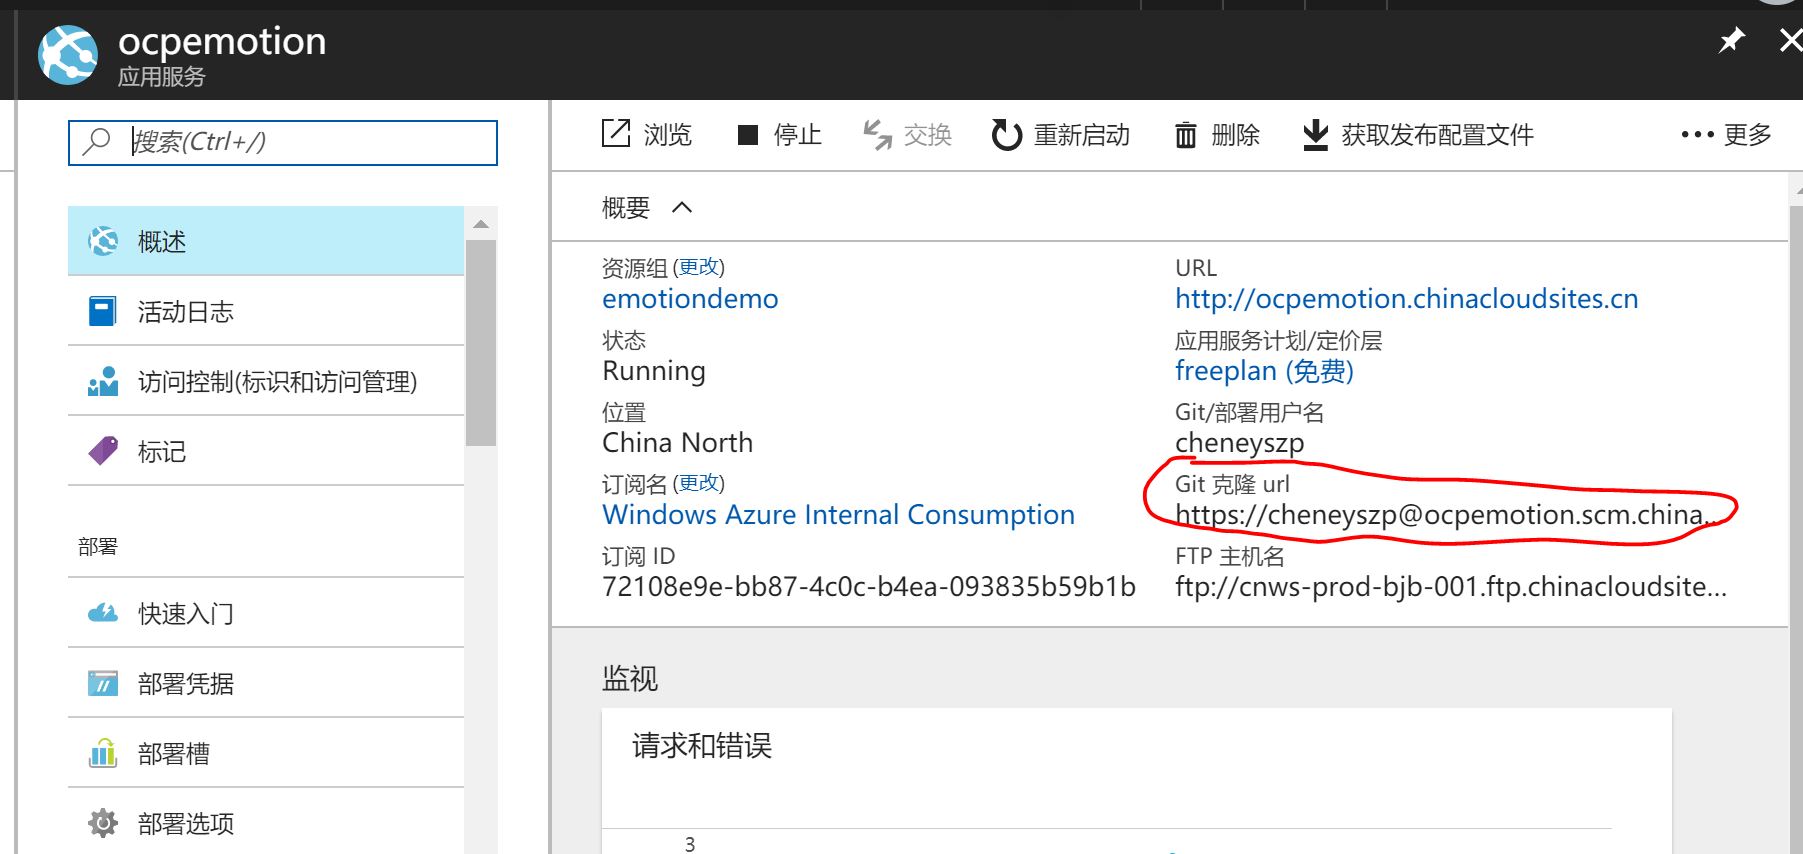 ocpemotion
应用服务
搜索(Ctrl+/)
概述
活动日志
访问控制(标识和访问管理)
标记
部署
快速入门
部署凭据
部署槽
部署选项
浏览
停止
交换
重新启动
删除
获取发布配置文件
更多
概要
资源组 (更改)
emotiondemo
状态
Running
位置
China North
订阅名 (更改)
Windows Azure Internal Consumption
订阅 ID
72108e9e-bb87-4c0c-b4ea-093835b59b1b
URL
http://ocpemotion.chinacloudsites.cn
应用服务计划/定价层
freeplan (免费)
Git/部署用户名
cheneyszp
Git 克隆 url
https://cheneyszp@ocpemotion.scm.china...
FTP 主机名
ftp://cnws-prod-bjb-001.ftp.chinacloudsite...
监视
请求和错误
3